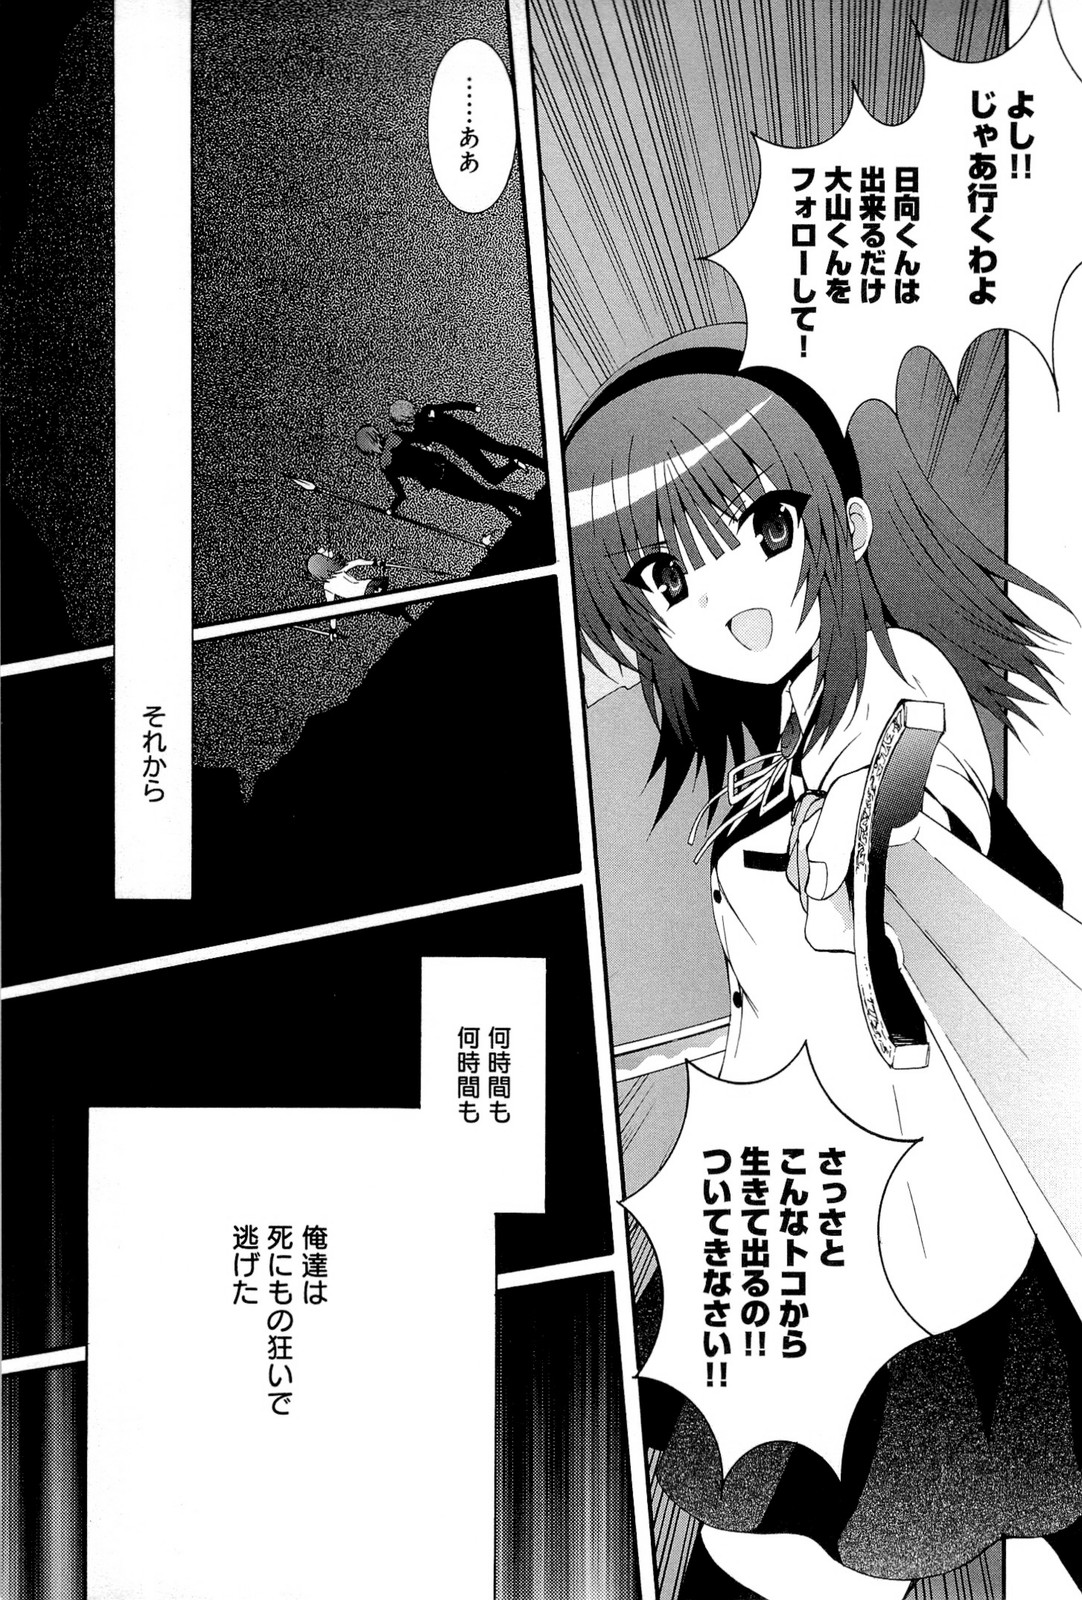 よし!!
じゃあ行くわよ
日向くんは
出来るだけ
大山くんを
フォローして!
さっさと
こんなトコから
生きて出るの!!
ついてきなさい!!
……ああ
それから
何時間も
何時間も
俺達は
死にもの狂いで
逃げた